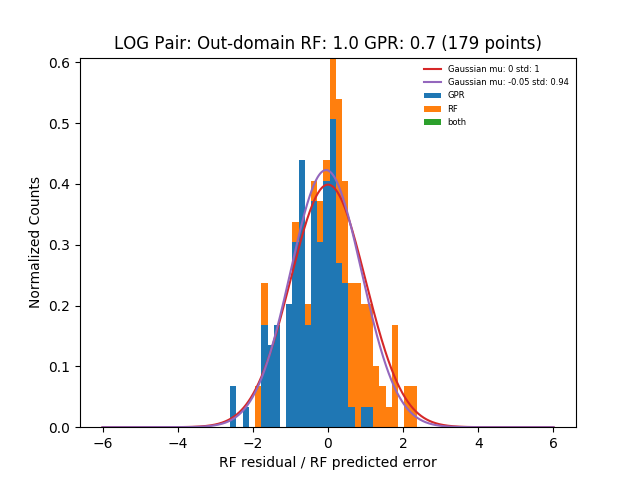 LOG Pair: Out-domain RF: 1.0 GPR: 0.7 (179 points)
Gaussian mu: 0 std: 1
Gaussian mu: -0.05 std: 0.94
GPR
RF
both
0.6
0.5
0.4
0.3
0.2
0.1
0.0
Normalized Counts
−6 −4 −2 0 2 4 6
RF residual / RF predicted error